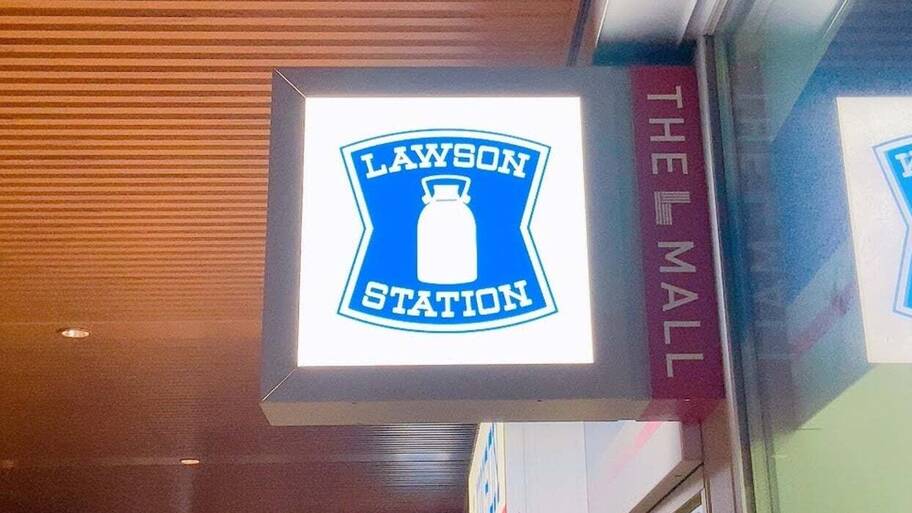 LAWSON
STATION
THE L MALL